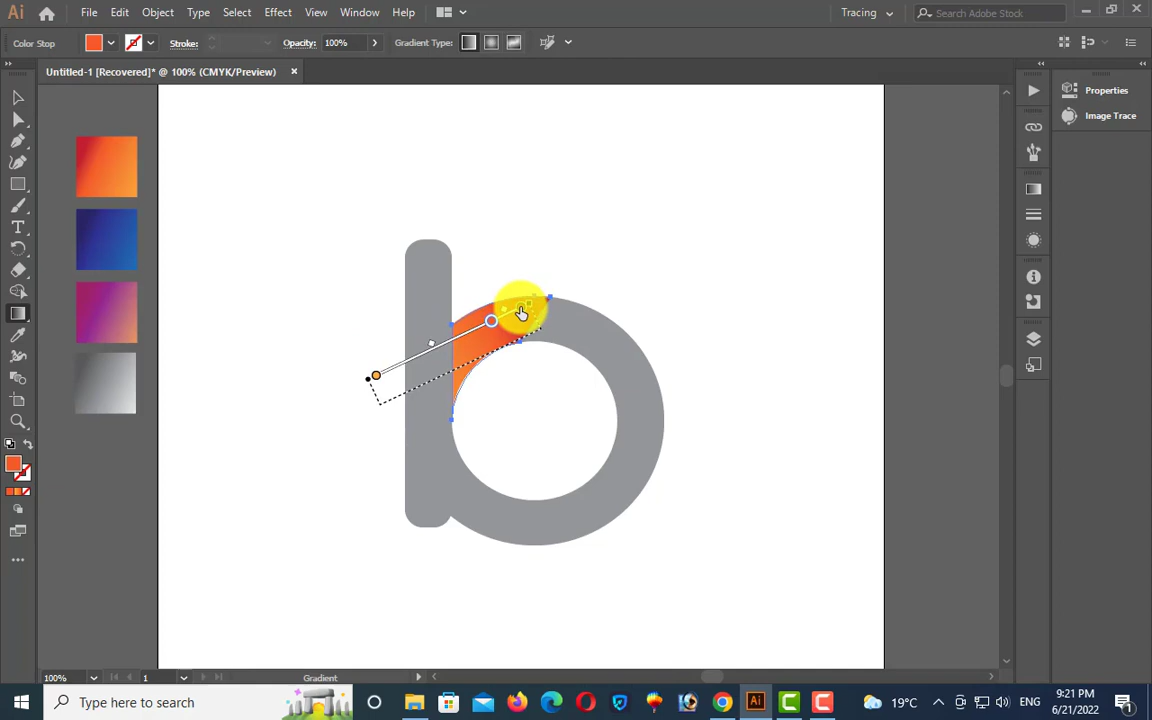 Ai File Edit Object Type Select Effect View Window Help Tracing Search Adobe Stock
Color Stop Stroke: Opacity: 100% Gradient Type:
Untitled-1 [Recovered]* @ 100% (CMYK/Preview) ×
Properties
Image Trace
T
b
100% 1 Gradient
Type here to search Ai 19°C ENG 9:21 PM
6/21/2022 1